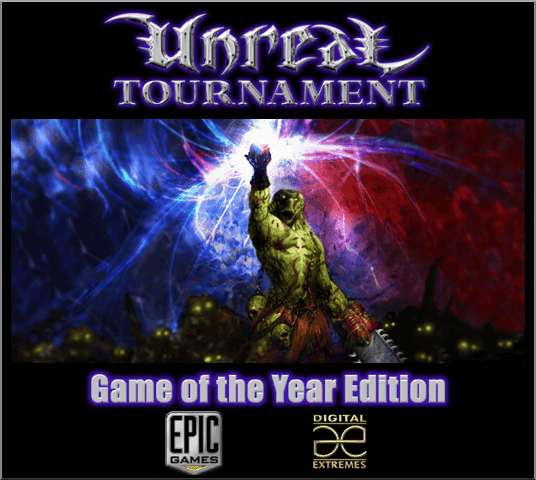 Unreal
TOURNAMENT
Game of the Year Edition
EPIC
GAMES
DIGITAL
EXTREMES